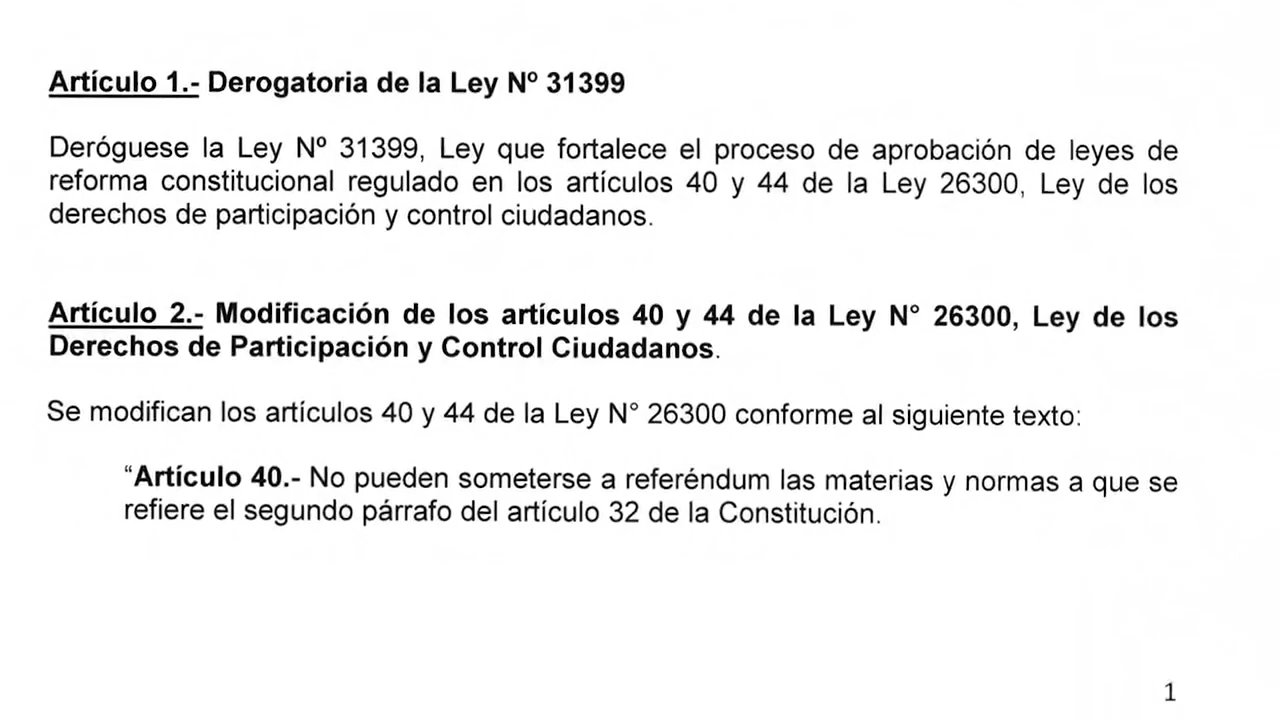 Artículo 1.- Derogatoria de la Ley Nº 31399
Deróguese la Ley Nº 31399, Ley que fortalece el proceso de aprobación de leyes de
reforma constitucional regulado en los artículos 40 y 44 de la Ley 26300, Ley de los
derechos de participación y control ciudadanos.
Artículo 2.- Modificación de los artículos 40 y 44 de la Ley N° 26300, Ley de los
Derechos de Participación y Control Ciudadanos.
Se modifican los artículos 40 y 44 de la Ley N° 26300 conforme al siguiente texto:
“Artículo 40.- No pueden someterse a referéndum las materias y normas a que se
refiere el segundo párrafo del artículo 32 de la Constitución.
1